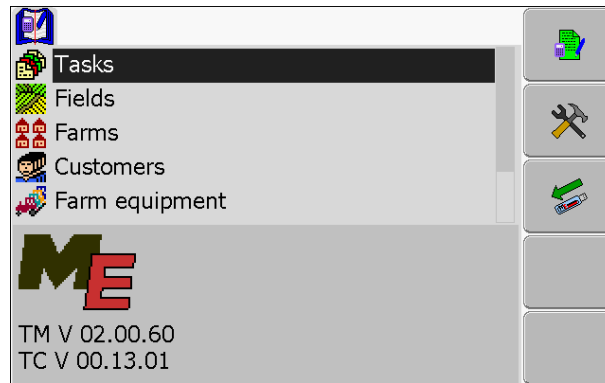 Tasks
Fields
Farms
Customers
Farm equipment
ME
TM V 02.00.60
TC V 00.13.01